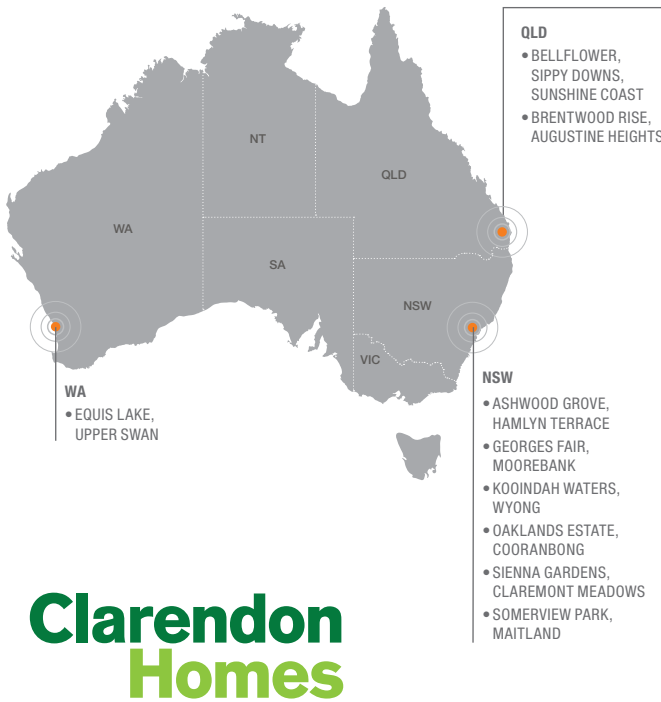 QLD
• BELLFLOWER,
SIPPY DOWNS,
SUNSHINE COAST
• BRENTWOOD RISE,
AUGUSTINE HEIGHTS
NT
QLD
WA
SA
NSW
VIC
WA
• EQUIS LAKE,
UPPER SWAN
NSW
• ASHWOOD GROVE,
HAMLYN TERRACE
• GEORGES FAIR,
MOOREBANK
• KOOINDAH WATERS,
WYONG
• OAKLANDS ESTATE,
COORANBONG
• SIENNA GARDENS,
CLAREMONT MEADOWS
• SOMERVIEW PARK,
MAITLAND
Clarendon
Homes